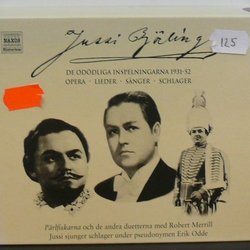 NAXOS
Historical
Jussi Björling
125
DE ODÖDLIGA INSPELNINGARNA 1931-52
OPERA · LIEDER · SÅNGER · SCHLAGER
Pärlfiskarna och de andra duetterna med Robert Merrill
Jussi sjunger schlager under pseudonymen Erik Odde